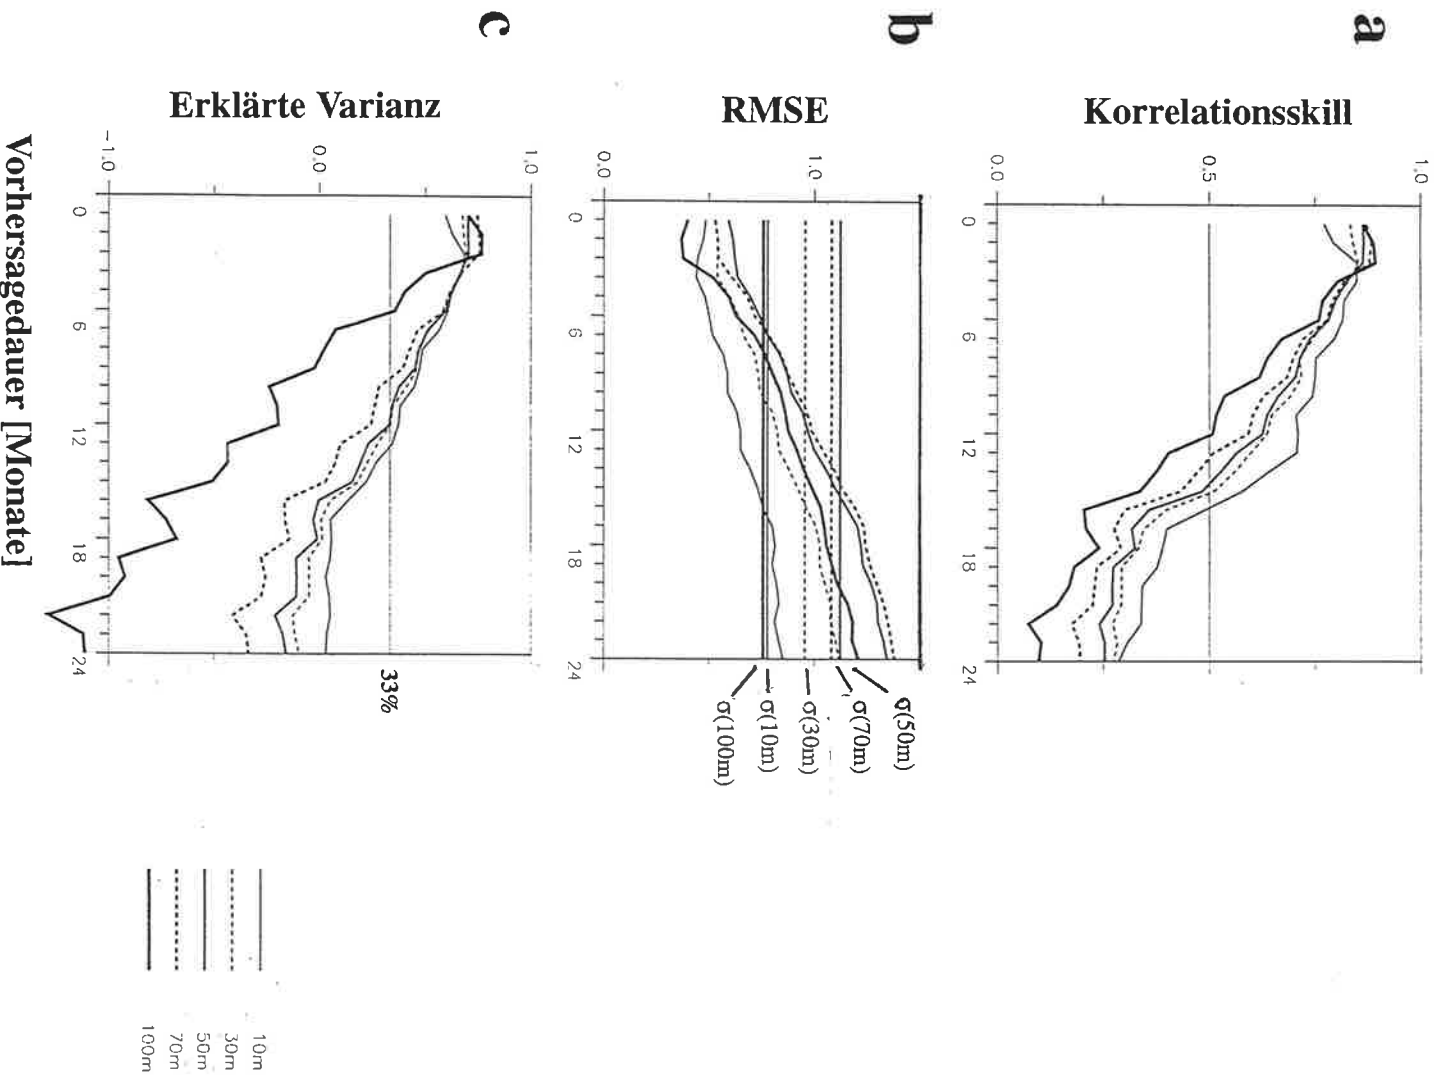 a
Korrelationsskill
1.0
0.5
0.0
0
6
12
18
24
b
RMSE
1.0
0.0
0
6
12
18
24
σ(50m)
σ(70m)
σ(30m)
σ(10m)
σ(100m)
c
Erklärte Varianz
1.0
0.0
-1.0
33%
0
6
12
18
24
Vorhersagedauer [Monate]
10m
30m
50m
70m
100m